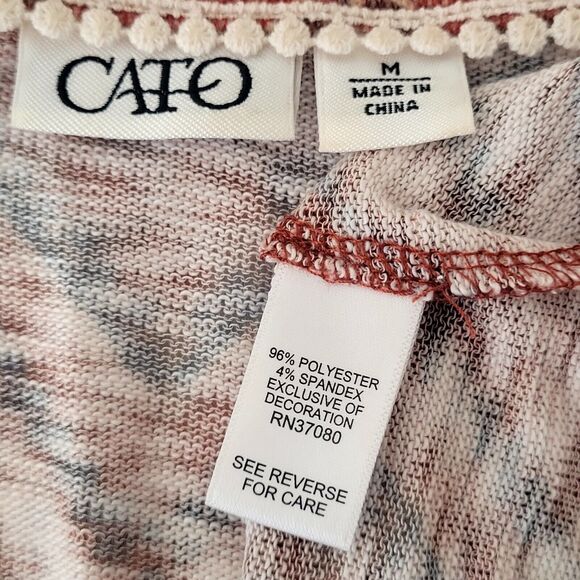 CATO
M
MADE IN
CHINA
96% POLYESTER
4% SPANDEX
EXCLUSIVE OF
DECORATION
RN37080
SEE REVERSE
FOR CARE